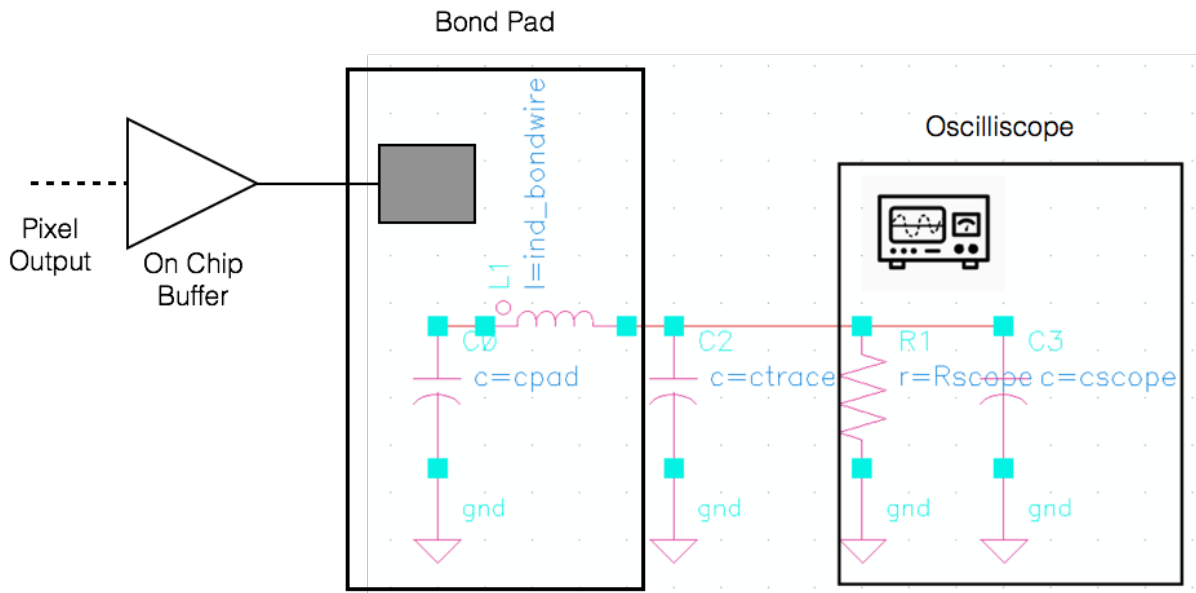 Bond Pad
Oscilliscope
Pixel
Output
On Chip
Buffer
l=ind_bondwire
L1
C0
c=cpad
C2
c=ctrace
R1
r=Rscope
C3
c=cscope
gnd
gnd
gnd
gnd